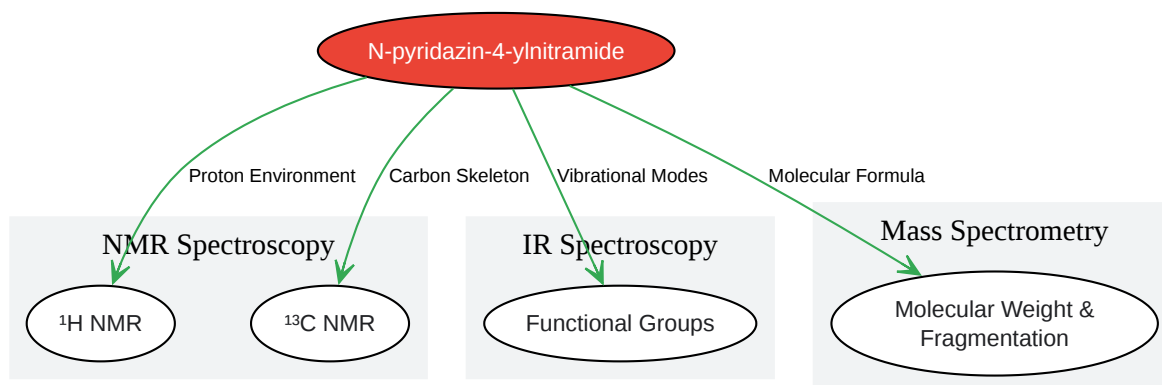 N-pyridazin-4-ylnitramide
Proton Environment
Carbon Skeleton
Vibrational Modes
Molecular Formula
NMR Spectroscopy
IR Spectroscopy
Mass Spectrometry
¹H NMR
¹³C NMR
Functional Groups
Molecular Weight &
Fragmentation